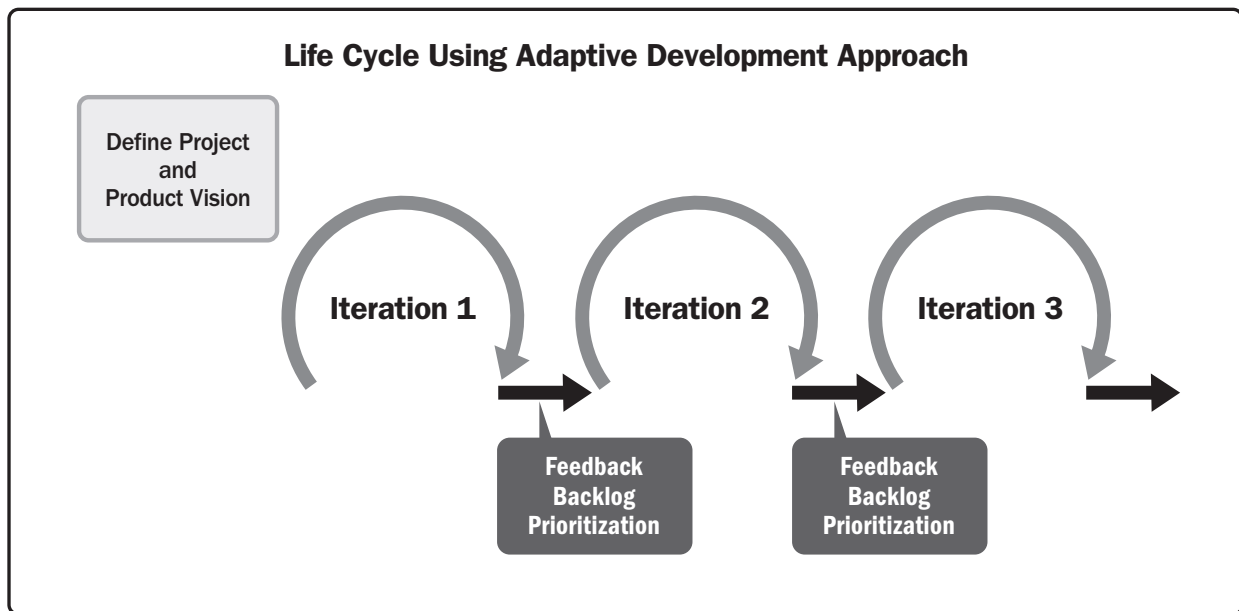 Life Cycle Using Adaptive Development Approach
Define Project
and
Product Vision
Iteration 1
Iteration 2
Iteration 3
Feedback
Backlog
Prioritization
Feedback
Backlog
Prioritization